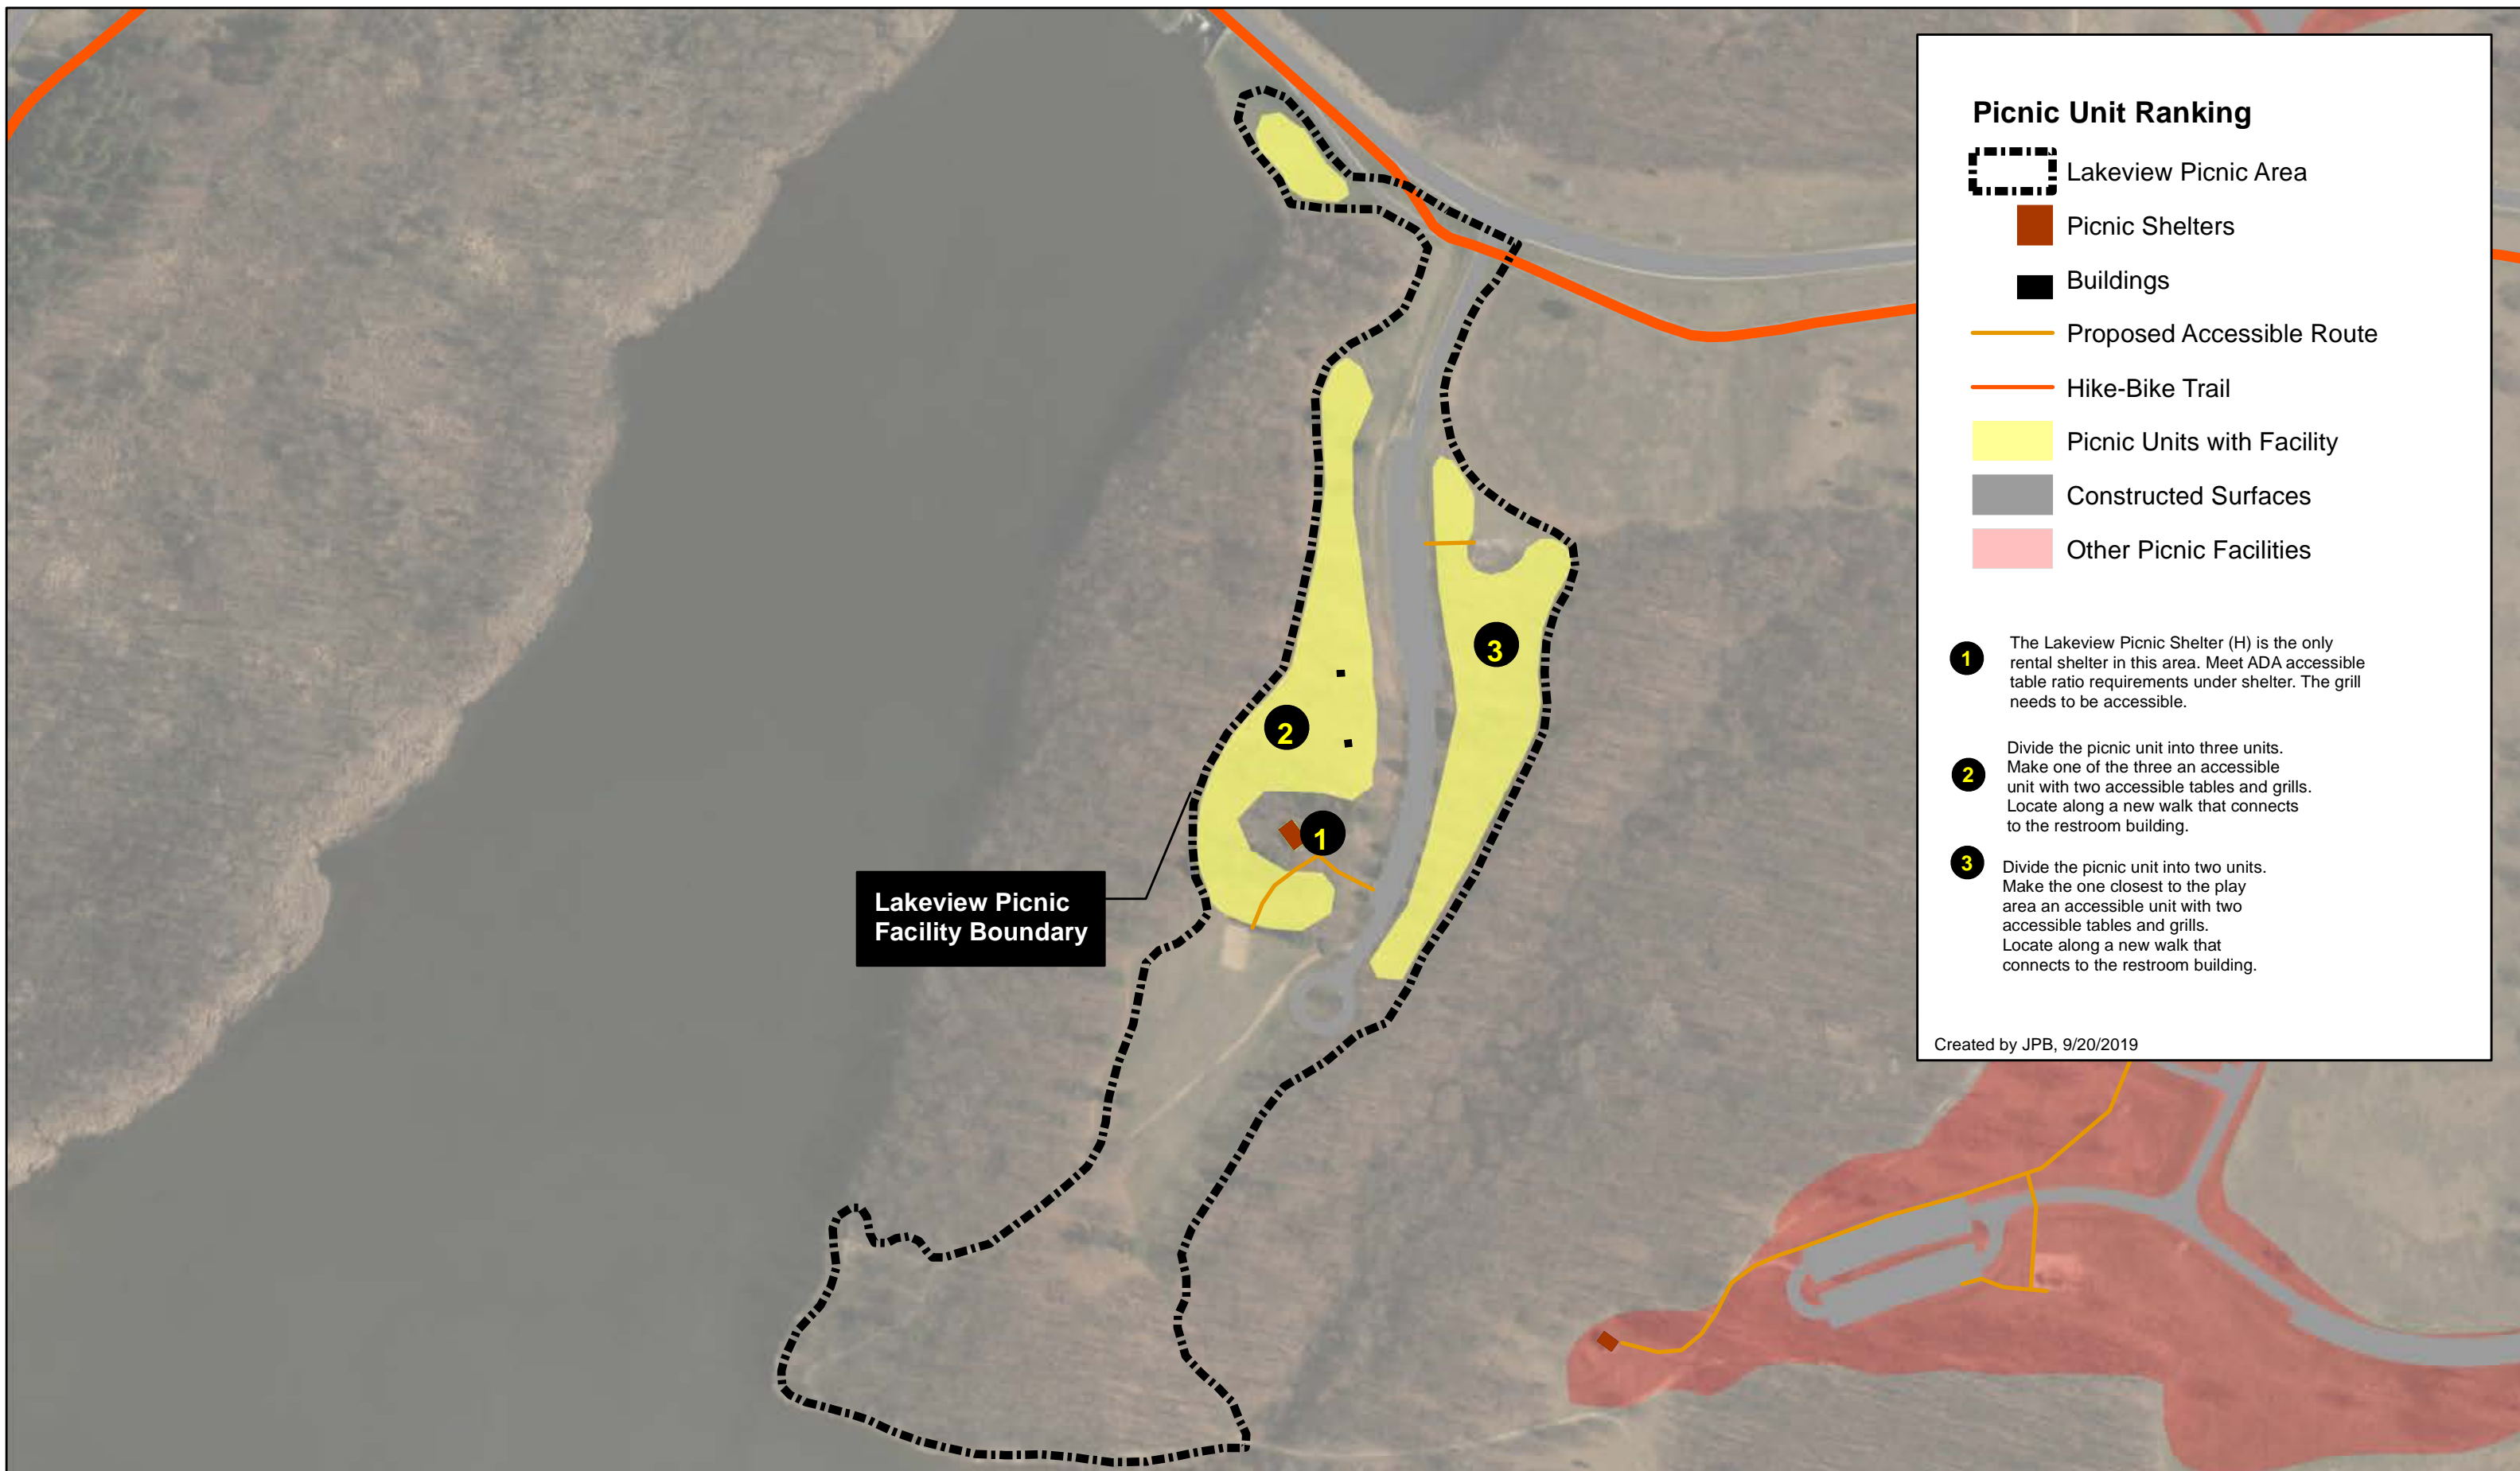 Picnic Unit Ranking
Lakeview Picnic Area
Picnic Shelters
Buildings
Proposed Accessible Route
Hike-Bike Trail
Picnic Units with Facility
Constructed Surfaces
Other Picnic Facilities
1
The Lakeview Picnic Shelter (H) is the only
rental shelter in this area. Meet ADA accessible
table ratio requirements under shelter. The grill
needs to be accessible.
2
Divide the picnic unit into three units.
Make one of the three an accessible
unit with two accessible tables and grills.
Locate along a new walk that connects
to the restroom building.
3
Divide the picnic unit into two units.
Make the one closest to the play
area an accessible unit with two
accessible tables and grills.
Locate along a new walk that
connects to the restroom building.
Created by JPB, 9/20/2019
3
2
1
Lakeview Picnic
Facility Boundary